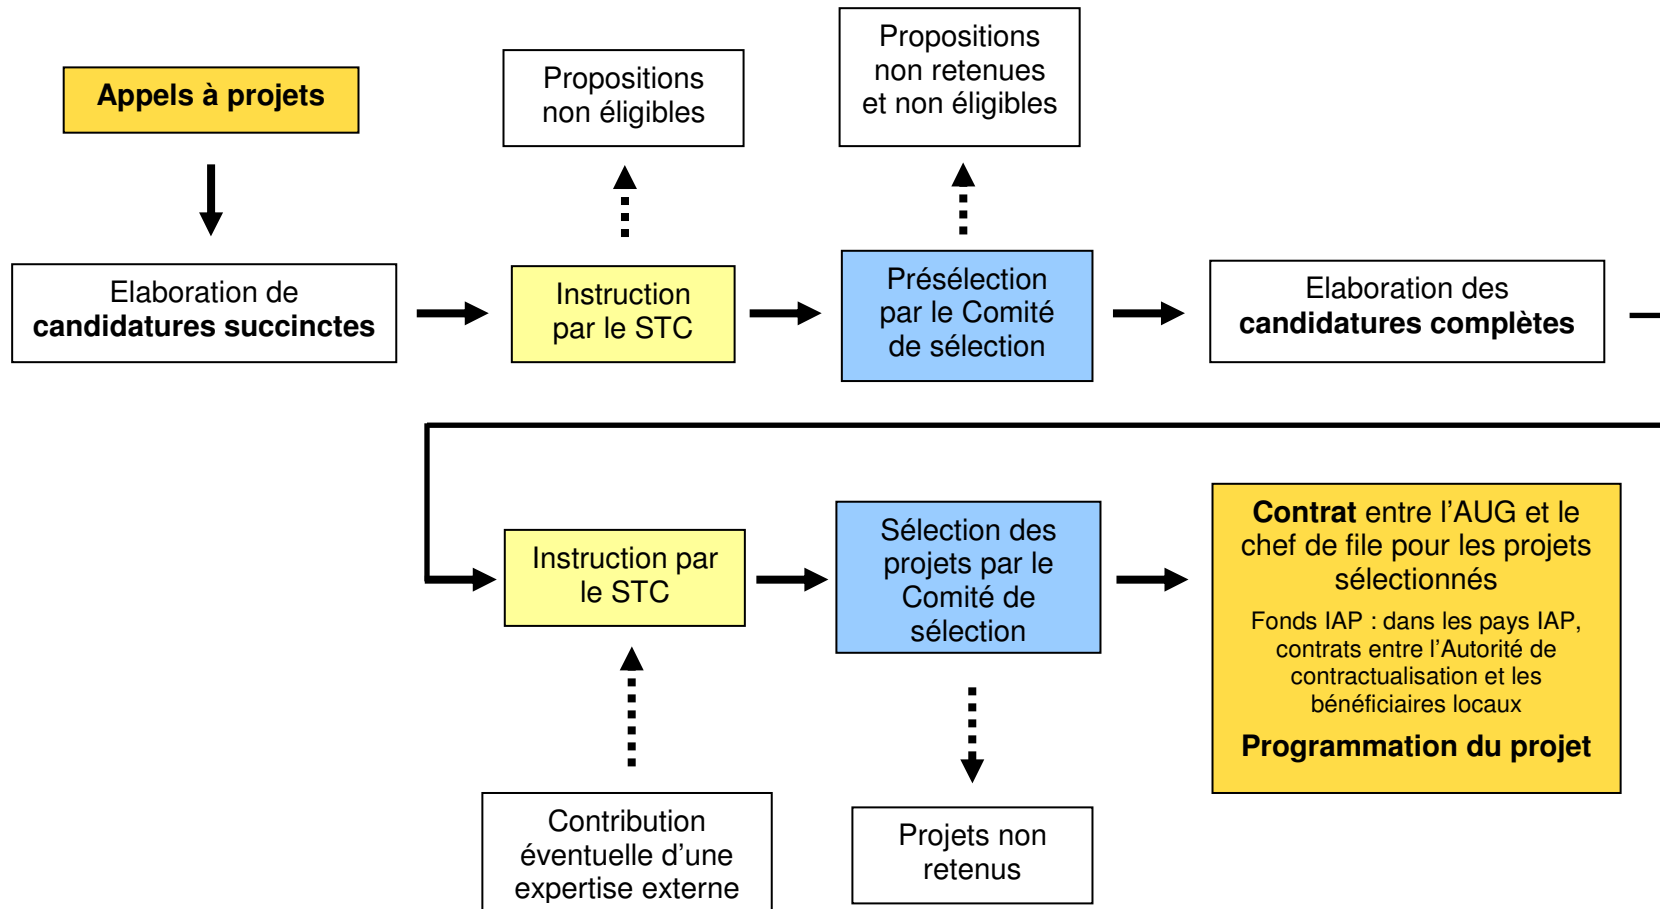 Appels à projets
Propositions
non éligibles
Propositions
non retenues
et non éligibles
Elaboration de
candidatures succinctes
Instruction
par le STC
Présélection
par le Comité
de sélection
Elaboration des
candidatures complètes
Instruction par
le STC
Sélection des
projets par le
Comité de
sélection
Contrat entre l’AUG et le
chef de file pour les projets
sélectionnés
Fonds IAP : dans les pays IAP,
contrats entre l’Autorité de
contractualisation et les
bénéficiaires locaux
Programmation du projet
Contribution
éventuelle d’une
expertise externe
Projets non
retenus